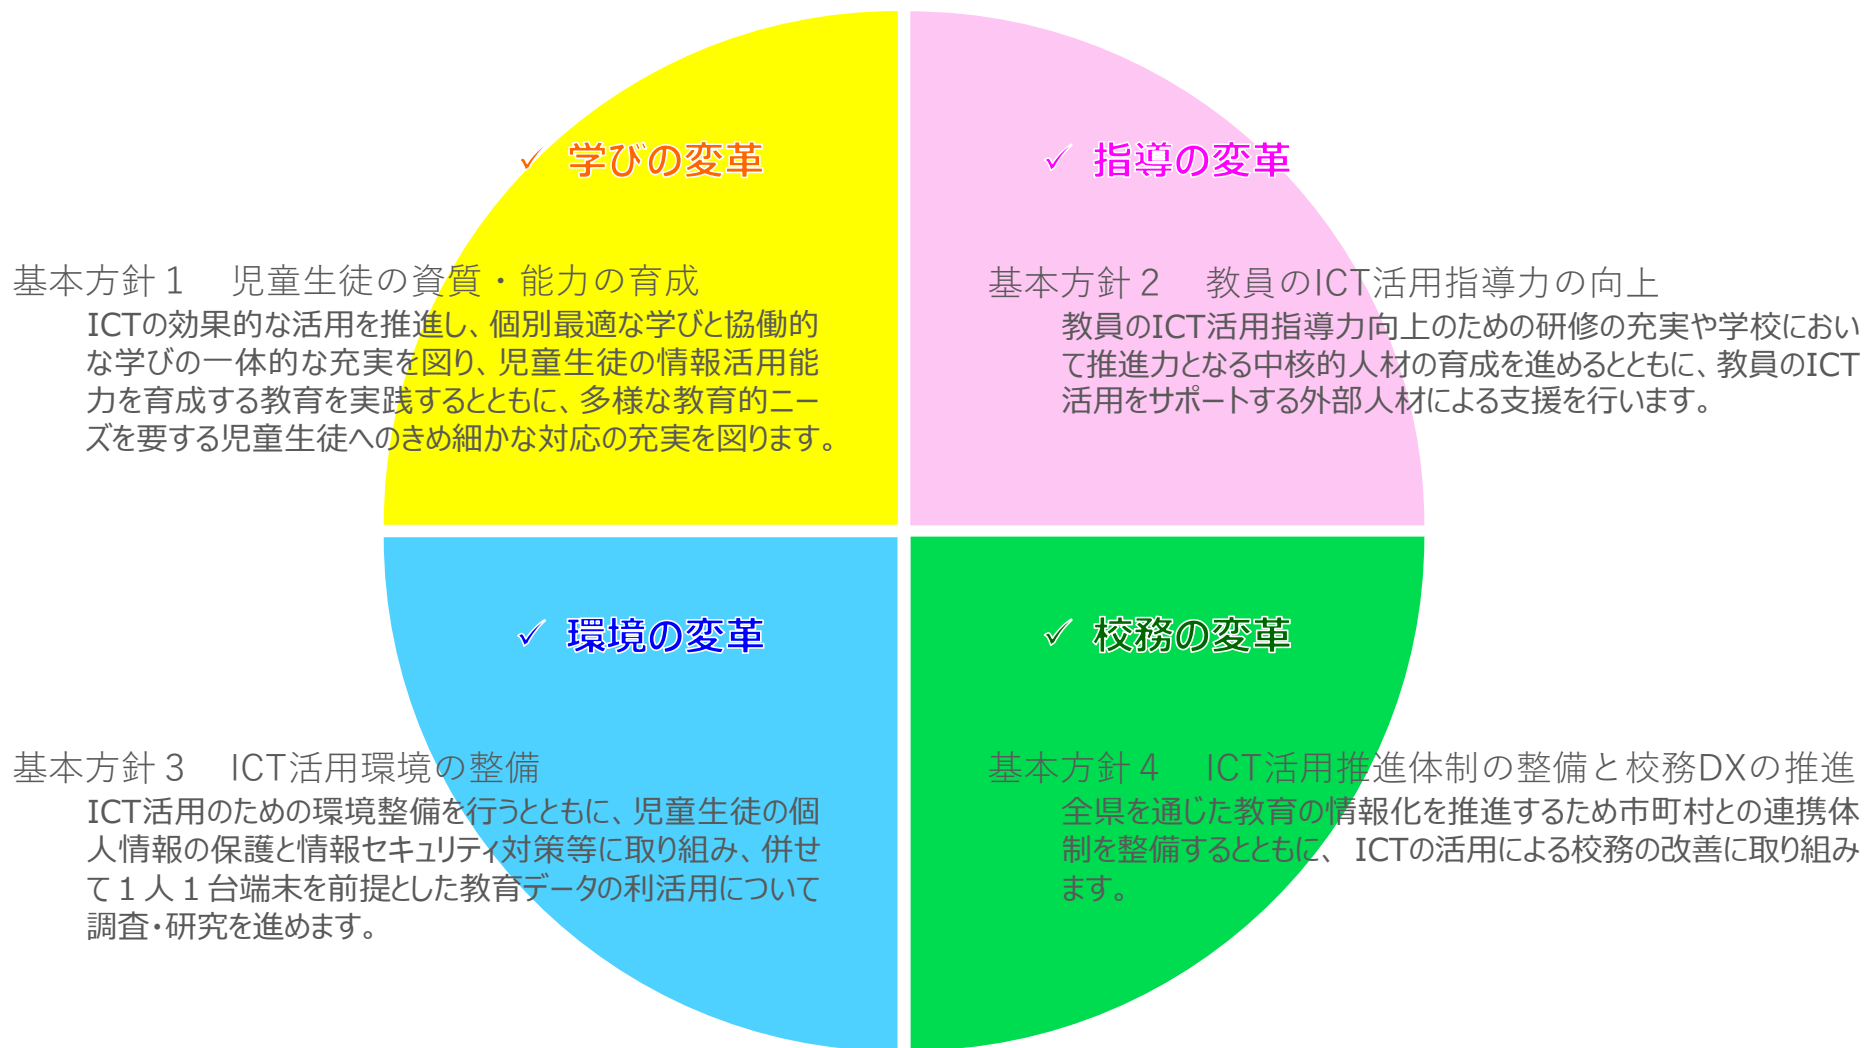 ✓ 学びの変革
基本方針１　児童生徒の資質・能力の育成
ICTの効果的な活用を推進し、個別最適な学びと協働的
な学びの一体的な充実を図り、児童生徒の情報活用能
力を育成する教育を実践するとともに、多様な教育的ニー
ズを要する児童生徒へのきめ細かな対応の充実を図ります。
✓ 指導の変革
基本方針２　教員のICT活用指導力の向上
教員のICT活用指導力向上のための研修の充実や学校におい
て推進力となる中核的人材の育成を進めるとともに、教員のICT
活用をサポートする外部人材による支援を行います。
✓ 環境の変革
基本方針３　ICT活用環境の整備
ICT活用のための環境整備を行うとともに、児童生徒の個
人情報の保護と情報セキュリティ対策等に取り組み、併せ
て１人１台端末を前提とした教育データの利活用について
調査・研究を進めます。
✓ 校務の変革
基本方針４　ICT活用推進体制の整備と校務DXの推進
全県を通じた教育の情報化を推進するため市町村との連携体
制を整備するとともに、 ICTの活用による校務の改善に取り組み
ます。